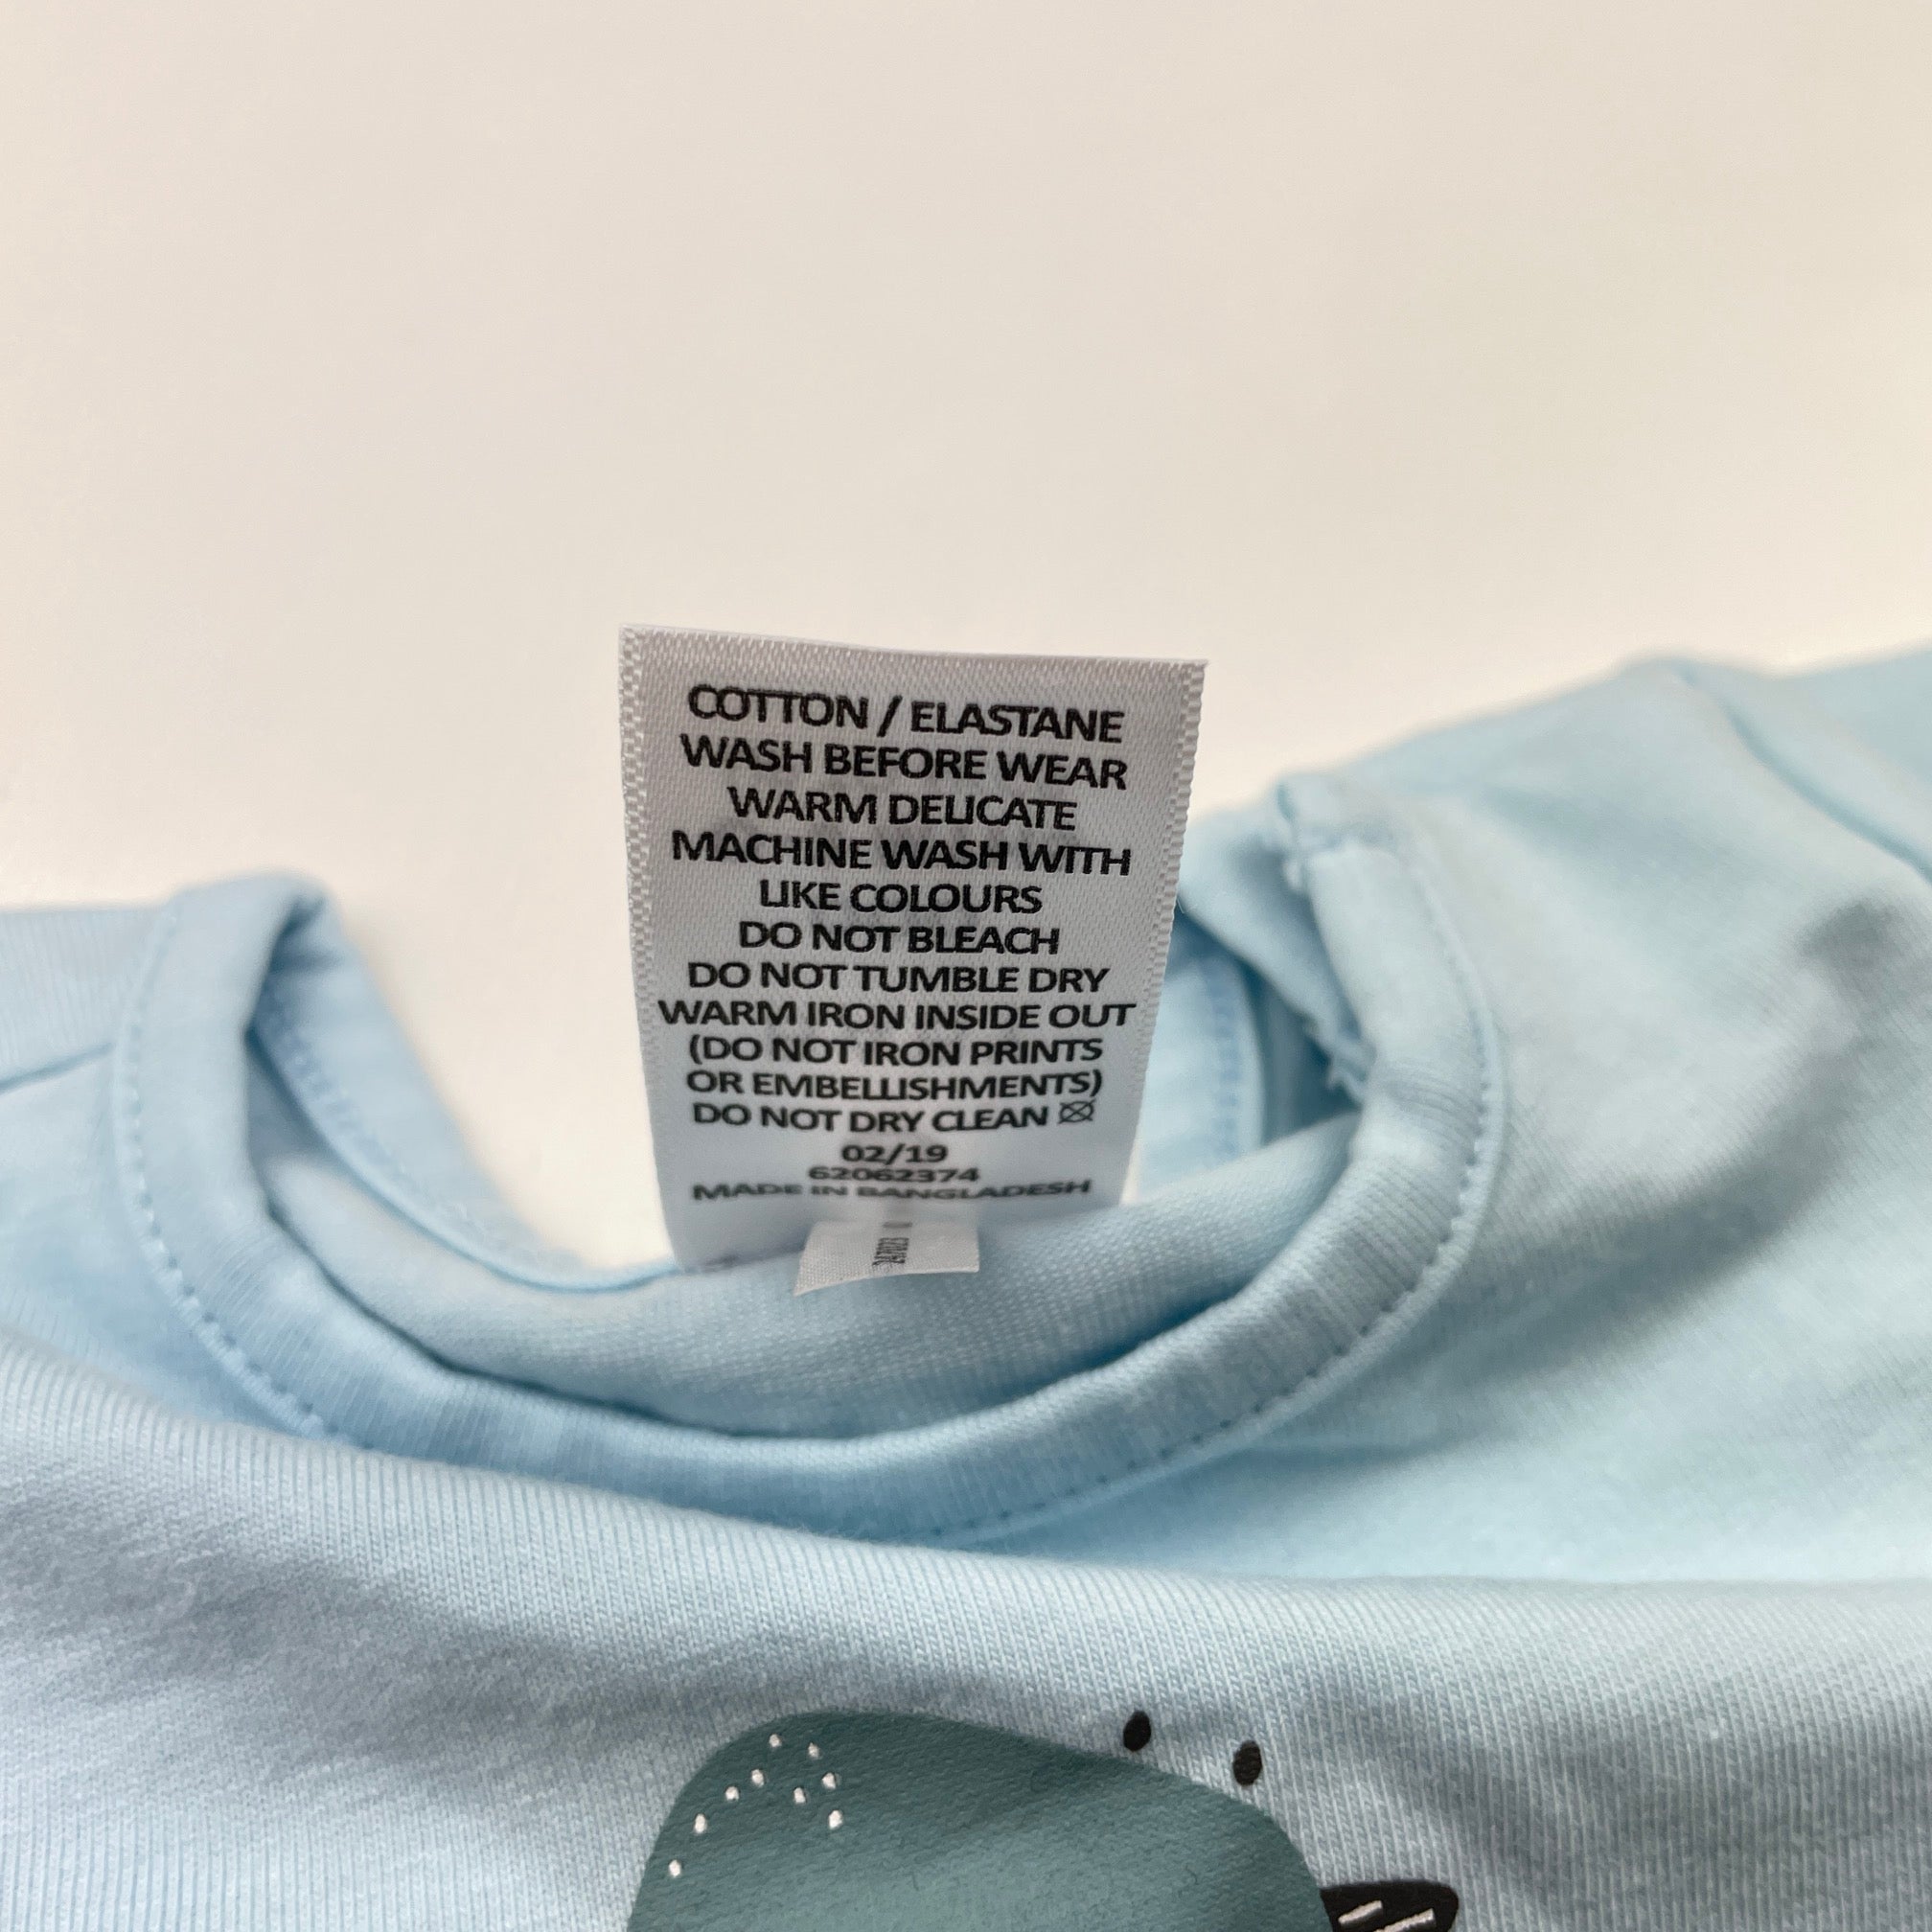 COTTON / ELASTANE
WASH BEFORE WEAR
WARM DELICATE
MACHINE WASH WITH
LIKE COLOURS
DO NOT BLEACH
DO NOT TUMBLE DRY
WARM IRON INSIDE OUT
(DO NOT IRON PRINTS
OR EMBELLISHMENTS)
DO NOT DRY CLEAN
02/19
62062374
MADE IN BANGLADESH